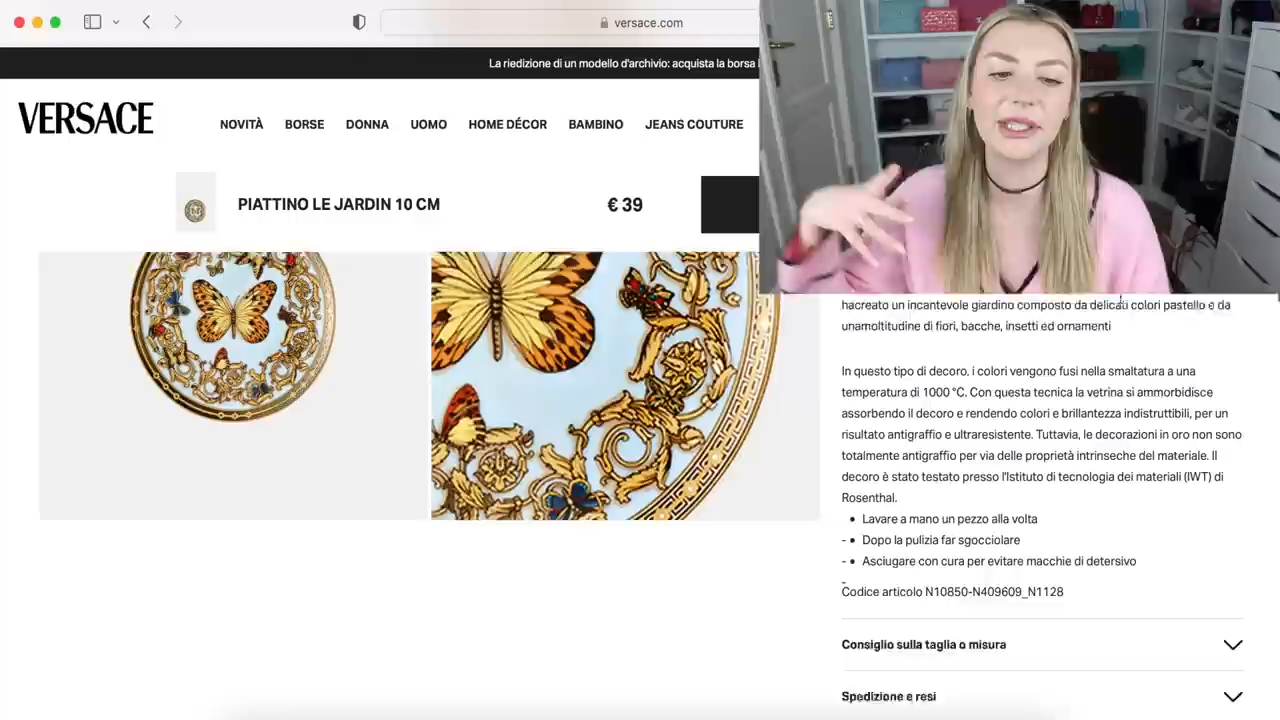 versace.com
La riedizione di un modello d'archivio: acquista la borsa
VERSACE
NOVITÀ BORSE DONNA UOMO HOME DÉCOR BAMBINO JEANS COUTURE
PIATTINO LE JARDIN 10 CM € 39
hacreato un incantevole giardino composto da delicati colori pastello e da
unamoltitudine di fiori, bacche, insetti ed ornamenti
In questo tipo di decoro, i colori vengono fusi nella smaltatura a una
temperatura di 1000 °C. Con questa tecnica la vetrina si ammorbidisce
assorbendo il decoro e rendendo colori e brillantezza indistruttibili, per un
risultato antigraffio e ultraresistente. Tuttavia, le decorazioni in oro non sono
totalmente antigraffio per via delle proprietà intrinseche del materiale. Il
decoro è stato testato presso l'Istituto di tecnologia dei materiali (IWT) di
Rosenthal.
• Lavare a mano un pezzo alla volta
- • Dopo la pulizia far sgocciolare
- • Asciugare con cura per evitare macchie di detersivo
-
Codice articolo N10850-N409609_N1128
Consiglio sulla taglia o misura
Spedizione e resi